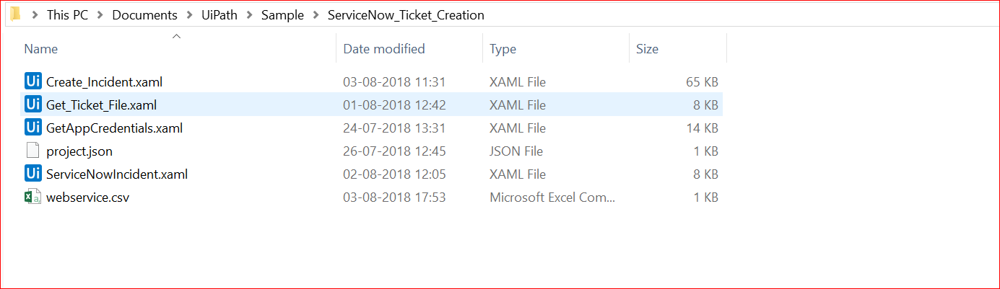 This PC > Documents > UiPath > Sample > ServiceNow_Ticket_Creation
Name Date modified Type Size
Ui Create_Incident.xaml 03-08-2018 11:31 XAML File 65 KB
Ui Get_Ticket_File.xaml 01-08-2018 12:42 XAML File 8 KB
Ui GetAppCredentials.xaml 24-07-2018 13:31 XAML File 14 KB
project.json 26-07-2018 12:45 JSON File 1 KB
Ui ServiceNowIncident.xaml 02-08-2018 12:05 XAML File 8 KB
webservice.csv 03-08-2018 17:53 Microsoft Excel Com... 1 KB